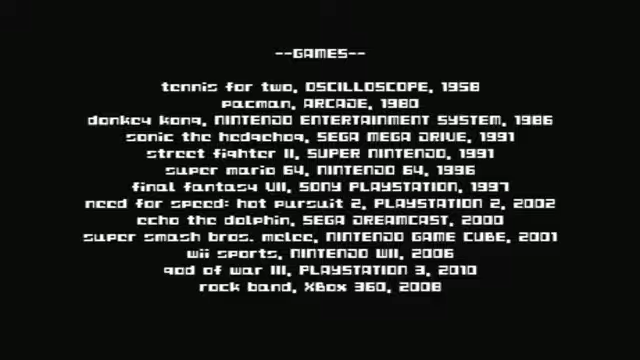 --GAMES--
tennis for two, OSCILLOSCOPE, 1958
pacman, ARCADE, 1980
donkey kong, NINTENDO ENTERTAINMENT SYSTEM, 1986
sonic the hedgehog, SEGA MEGA DRIVE, 1991
street fighter II, SUPER NINTENDO, 1991
super mario 64, NINTENDO 64, 1996
final fantasy VII, SONY PLAYSTATION, 1997
need for speed: hot pursuit 2, PLAYSTATION 2, 2002
echo the dolphin, SEGA DREAMCAST, 2000
super smash bros. melee, NINTENDO GAME CUBE, 2001
wii sports, NINTENDO WII, 2006
god of war III, PLAYSTATION 3, 2010
rock band, XBox 360, 2008